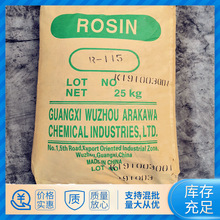 ROSIN
R-115
LOT NO K191003001
NET 25 kg
GUANGXI WUZHOU ARAKAWA
CHEMICAL INDUSTRIES, LTD.
No.1,5th Road,Export Oriented Industrial Zone,
Wuzhou,Guangxi,China
MADE IN CHINA
价格
实惠
质量
放心
支持混批
量大从优
库存
充足